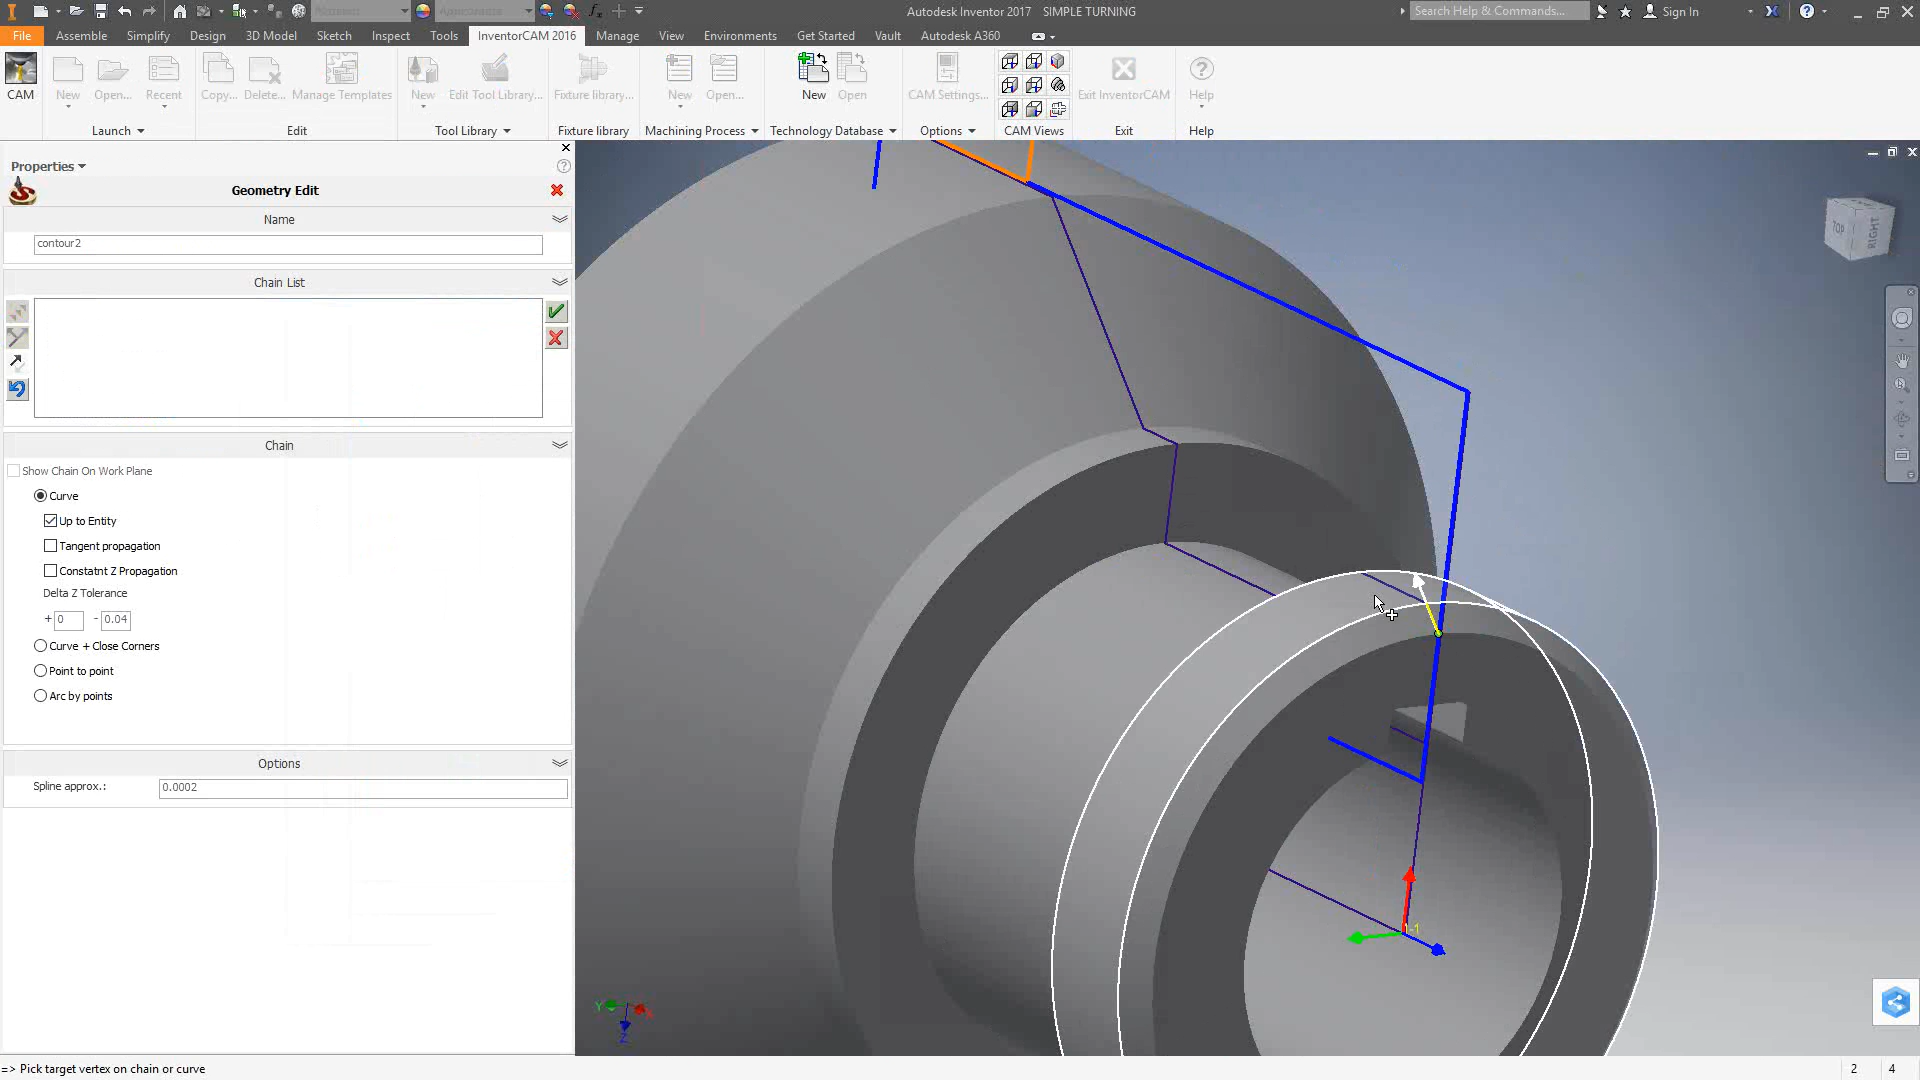 Autodesk Inventor 2017 SIMPLE TURNING
Search Help & Commands...
Sign In
File Assemble Simplify Design 3D Model Sketch Inspect Tools InventorCAM 2016 Manage View Environments Get Started Vault Autodesk A360
CAM New Open... Recent Copy... Delete... Manage Templates New Edit Tool Library... Fixture library... New Open... New Open CAM Settings... Exit InventorCAM Help
Launch Edit Tool Library Fixture library Machining Process Technology Database Options CAM Views Exit Help
Properties
Geometry Edit
Name
contour2
Chain List
Chain
Show Chain On Work Plane
Curve
Up to Entity
Tangent propagation
Constatnt Z Propagation
Delta Z Tolerance
+ 0 - 0.04
Curve + Close Corners
Point to point
Arc by points
Options
Spline approx.: 0.0002
TOP RIGHT
Y X
Z
=> Pick target vertex on chain or curve
2 4